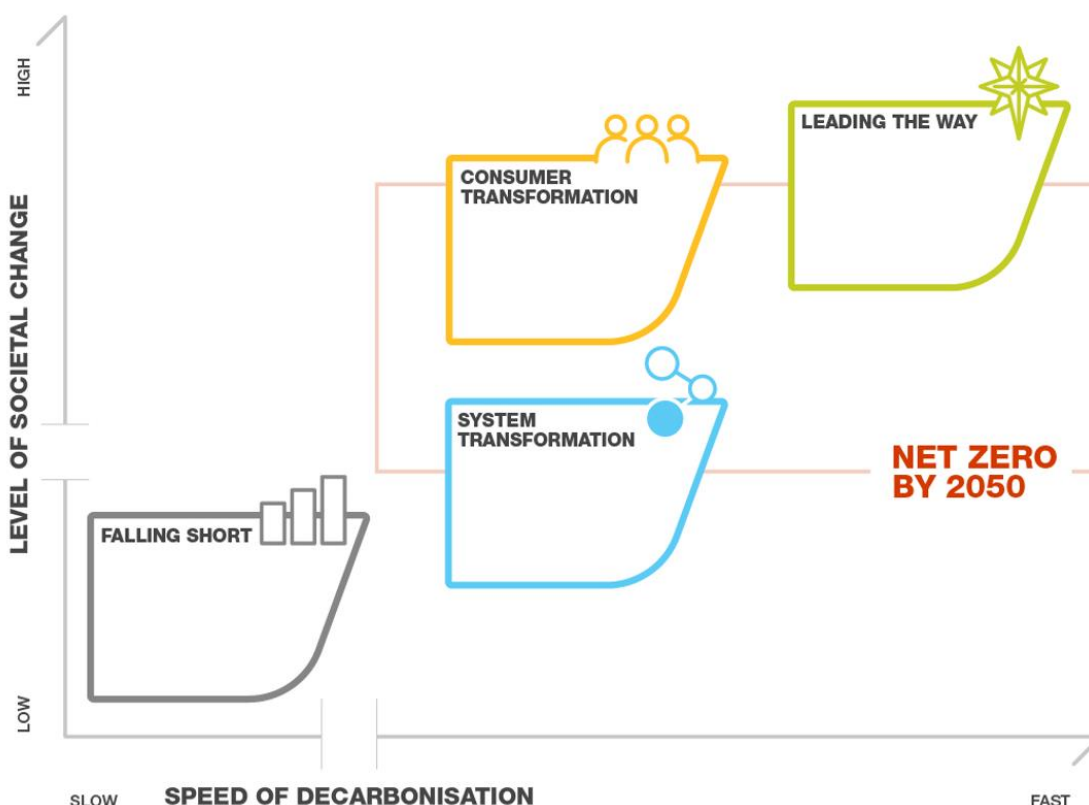 HIGH
LEADING THE WAY
CONSUMER
TRANSFORMATION
LEVEL OF SOCIETAL CHANGE
SYSTEM
TRANSFORMATION
NET ZERO
BY 2050
FALLING SHORT
LOW
SLOW
SPEED OF DECARBONISATION
FAST